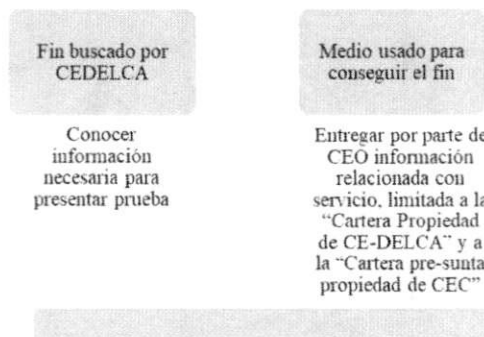 Fin buscado por
CEDELCA
Conocer
información
necesaria para
presentar prueba
Medio usado para
conseguir el fin
Entregar por parte de
CEO información
relacionada con
servicio, limitada a la
“Cartera Propiedad
de CE-DELCA” y a
la “Cartera pre-sunta
propiedad de CEC”